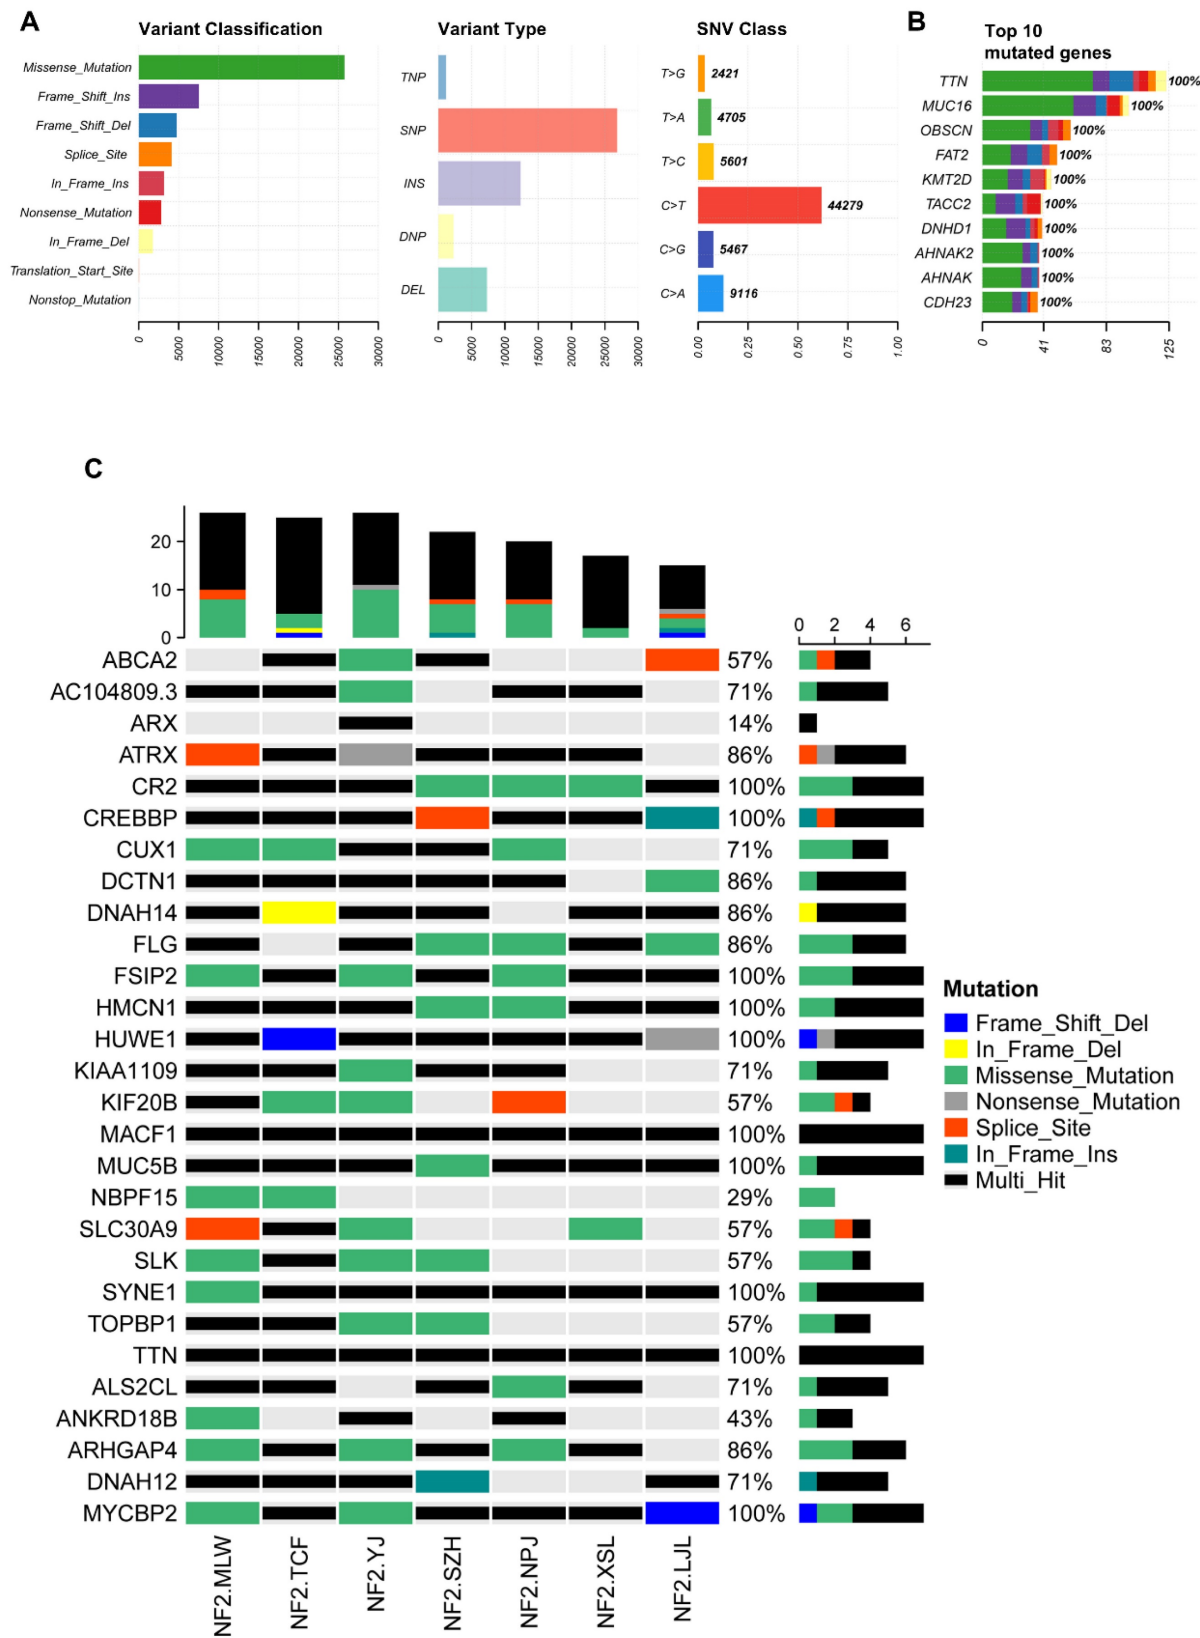 A
Variant Classification
Missense_Mutation
Frame_Shift_Ins
Frame_Shift_Del
Splice_Site
In_Frame_Ins
Nonsense_Mutation
In_Frame_Del
Translation_Start_Site
Nonstop_Mutation
0 5000 10000 15000 20000 25000 30000
Variant Type
TNP
SNP
INS
DNP
DEL
0 5000 10000 15000 20000 25000 30000
SNV Class
T>G 2421
T>A 4705
T>C 5601
C>T 44279
C>G 5467
C>A 9116
0.00 0.25 0.50 0.75 1.00
B
Top 10
mutated genes
TTN 100%
MUC16 100%
OBSCN 100%
FAT2 100%
KMT2D 100%
TACC2 100%
DNHD1 100%
AHNAK2 100%
AHNAK 100%
CDH23 100%
0 41 83 125
C
20
10
0
0 2 4 6
ABCA2 57%
AC104809.3 71%
ARX 14%
ATRX 86%
CR2 100%
CREBBP 100%
CUX1 71%
DCTN1 86%
DNAH14 86%
FLG 86%
FSIP2 100%
HMCN1 100%
HUWE1 100%
KIAA1109 71%
KIF20B 57%
MACF1 100%
MUC5B 100%
NBPF15 29%
SLC30A9 57%
SLK 57%
SYNE1 100%
TOPBP1 57%
TTN 100%
ALS2CL 71%
ANKRD18B 43%
ARHGAP4 86%
DNAH12 71%
MYCBP2 100%
NF2.MLW NF2.TCF NF2.YJ NF2.SZH NF2.NPJ NF2.XSL NF2.LJL
Mutation
Frame_Shift_Del
In_Frame_Del
Missense_Mutation
Nonsense_Mutation
Splice_Site
In_Frame_Ins
Multi_Hit